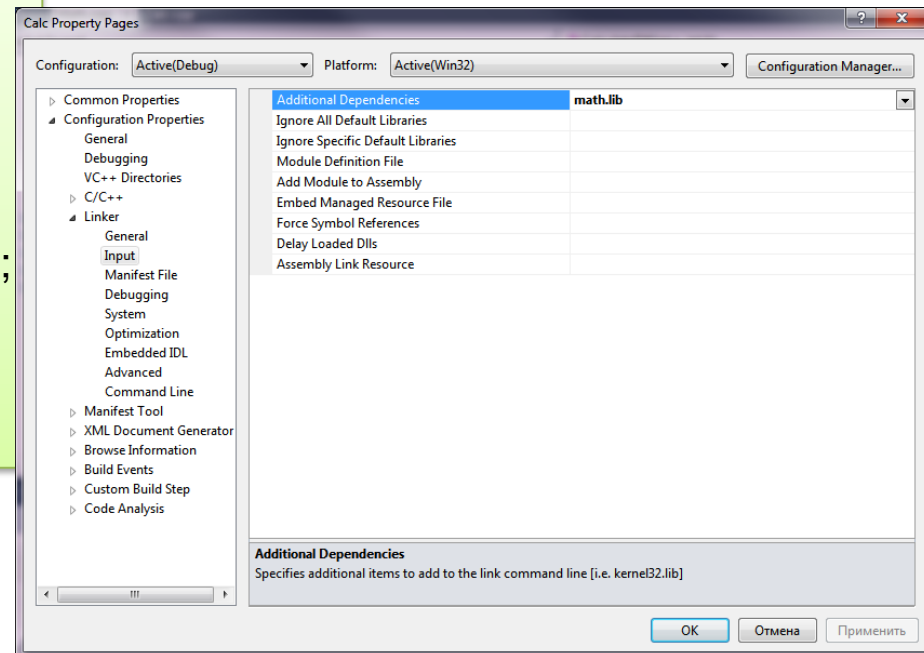 Calc Property Pages
Configuration: Active(Debug) Platform: Active(Win32) Configuration Manager...
Common Properties
Configuration Properties
General
Debugging
VC++ Directories
C/C++
Linker
General
Input
Manifest File
Debugging
System
Optimization
Embedded IDL
Advanced
Command Line
Manifest Tool
XML Document Generator
Browse Information
Build Events
Custom Build Step
Code Analysis
Additional Dependencies math.lib
Ignore All Default Libraries
Ignore Specific Default Libraries
Module Definition File
Add Module to Assembly
Embed Managed Resource File
Force Symbol References
Delay Loaded Dlls
Assembly Link Resource
;
Additional Dependencies
Specifies additional items to add to the link command line [i.e. kernel32.lib]
OK Отмена Применить